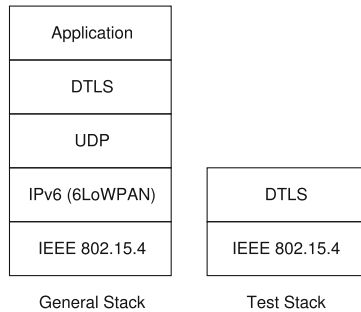 Application
DTLS
UDP
IPv6 (6LoWPAN)
IEEE 802.15.4
General Stack
DTLS
IEEE 802.15.4
Test Stack